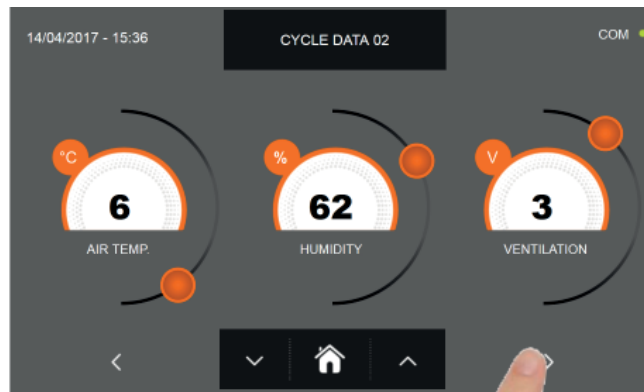 14/04/2017 - 15:36
CYCLE DATA 02
COM
°C
%
V
6
62
3
AIR TEMP.
HUMIDITY
VENTILATION